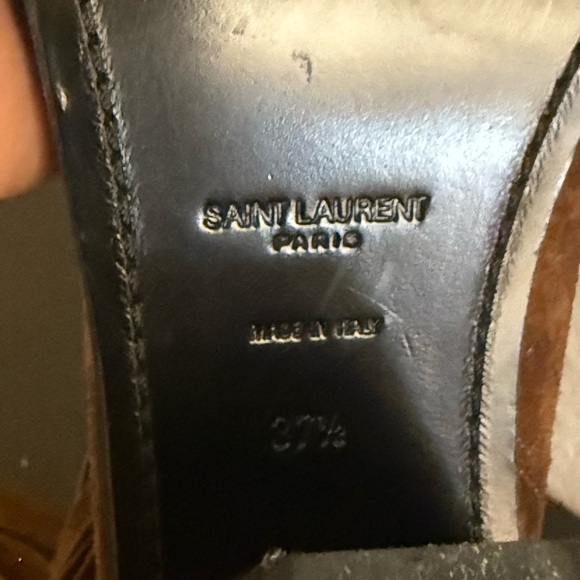 SAINT LAURENT
PARIS
MADE IN ITALY
37½